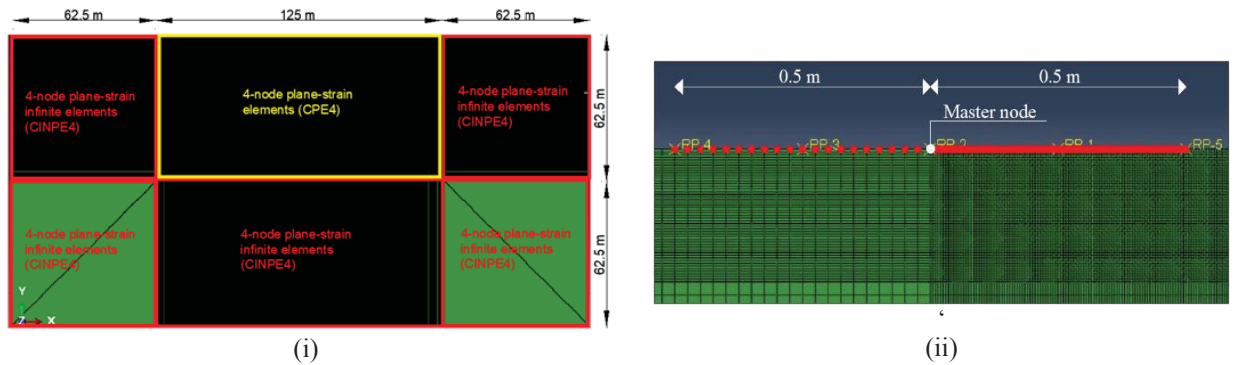 62.5 m
125 m
62.5 m
4-node plane-strain
infinite elements
(CINPE4)
4-node plane-strain
elements (CPE4)
4-node plane-strain
infinite elements
(CINPE4)
62.5 m
4-node plane-strain
infinite elements
(CINPE4)
4-node plane-strain
infinite elements
(CINPE4)
4-node plane-strain
infinite elements
(CINPE4)
62.5 m
Y
Z
X
(i)
0.5 m
0.5 m
Master node
RP-4
RP-3
RP-2
RP-1
RP-5
(ii)